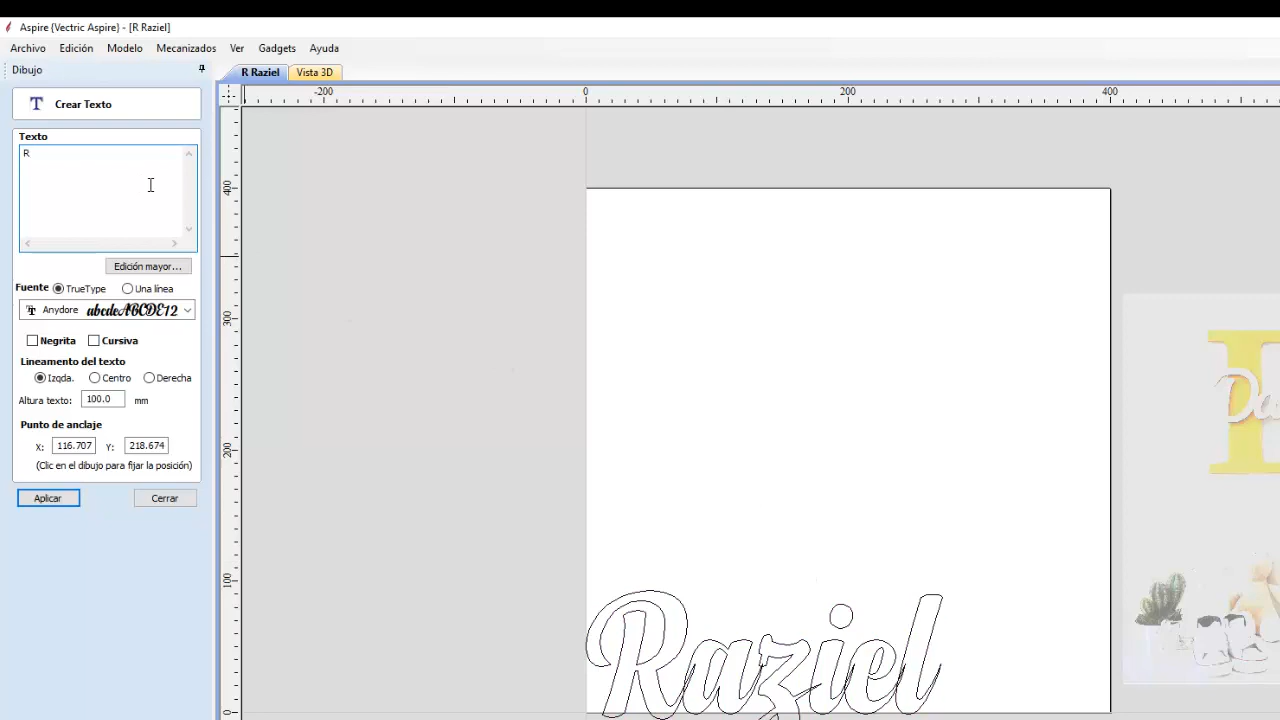 Aspire {Vectric Aspire} - [R Raziel]
Archivo Edición Modelo Mecanizados Ver Gadgets Ayuda
Dibujo
R Raziel Vista 3D
Crear Texto
-200 0 200 400
Texto
R
400
Edición mayor...
Fuente TrueType Una línea
Anydore abcdeABCDE12
300
Negrita Cursiva
Lineamento del texto
Izqda. Centro Derecha
Altura texto: 100.0 mm
Punto de anclaje
X: 116.707 Y: 218.674
200
(Clic en el dibujo para fijar la posición)
Aplicar Cerrar
100
Raziel
0